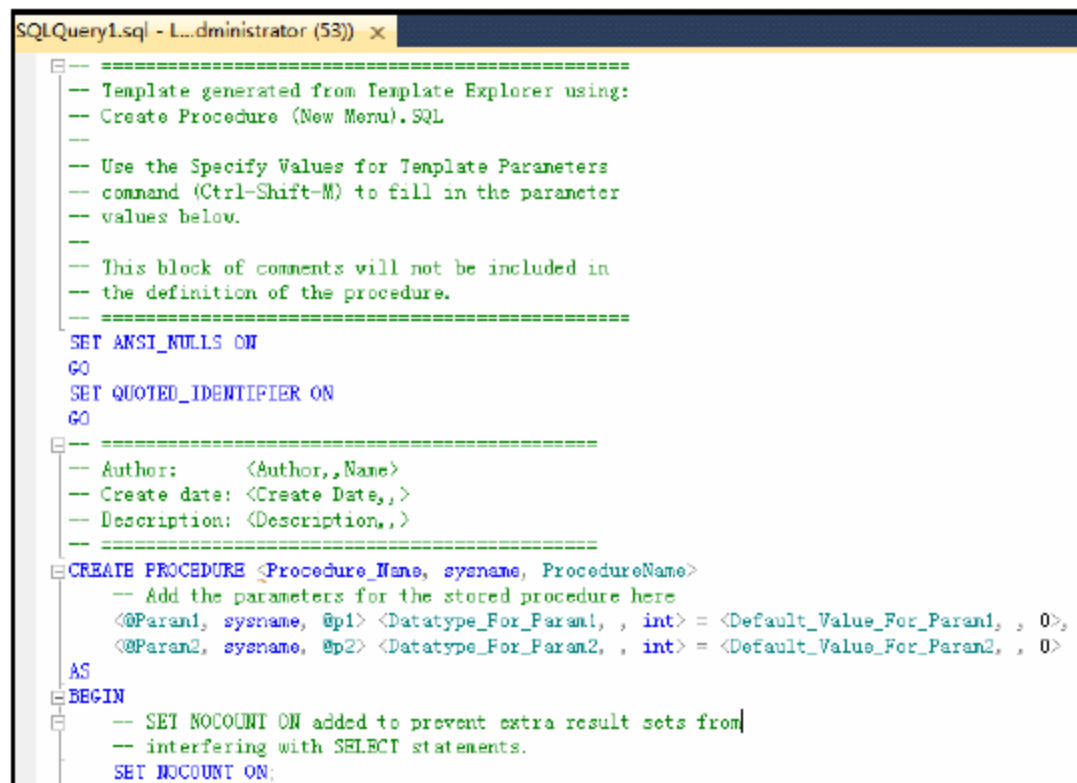 SQLQuery1.sql - L...dministrator (53)) ×
-- ================================================
-- Template generated from Template Explorer using:
-- Create Procedure (New Menu).SQL
--
-- Use the Specify Values for Template Parameters
-- command (Ctrl-Shift-M) to fill in the parameter
-- values below.
--
-- This block of comments will not be included in
-- the definition of the procedure.
-- ================================================
SET ANSI_NULLS ON
GO
SET QUOTED_IDENTIFIER ON
GO
-- =============================================
-- Author:      <Author,,Name>
-- Create date: <Create Date,,>
-- Description: <Description,,>
-- =============================================
CREATE PROCEDURE <Procedure_Name, sysname, ProcedureName>
    -- Add the parameters for the stored procedure here
    <@Param1, sysname, @p1> <Datatype_For_Param1, , int> = <Default_Value_For_Param1, , 0>,
    <@Param2, sysname, @p2> <Datatype_For_Param2, , int> = <Default_Value_For_Param2, , 0>
AS
BEGIN
    -- SET NOCOUNT ON added to prevent extra result sets from
    -- interfering with SELECT statements.
    SET NOCOUNT ON;